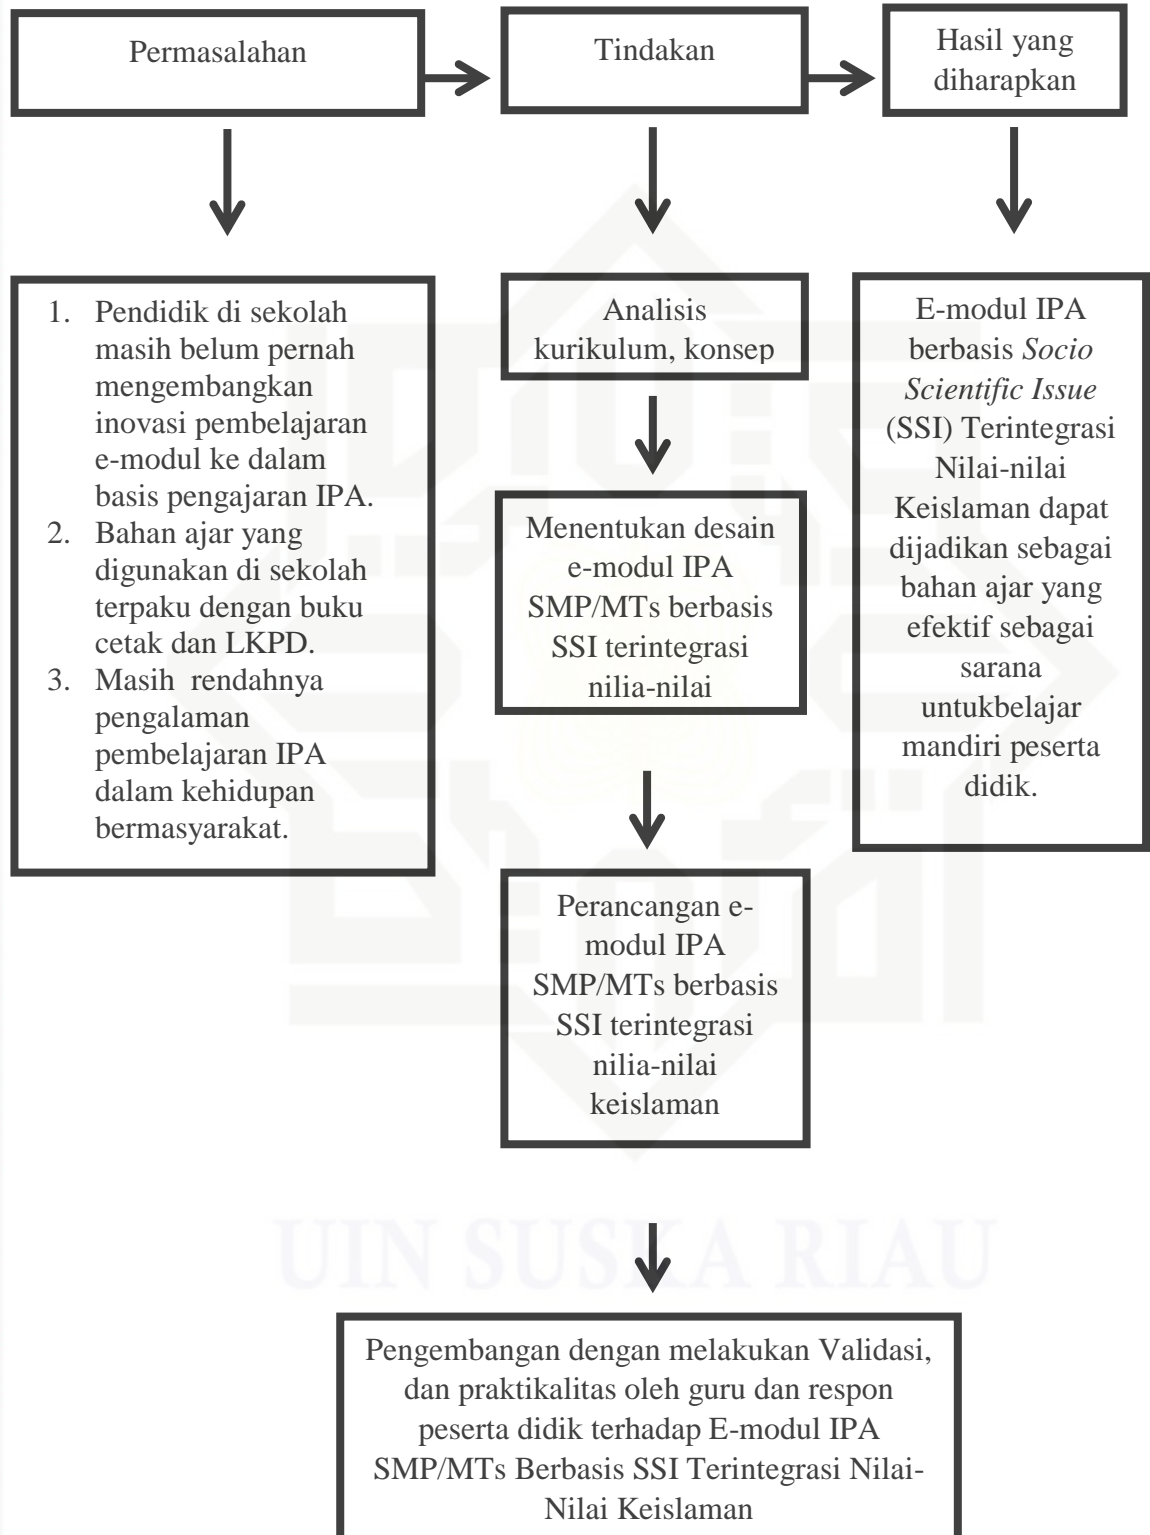 Permasalahan
Tindakan
Hasil yang
diharapkan
1. Pendidik di sekolah
masih belum pernah
mengembangkan
inovasi pembelajaran
e-modul ke dalam
basis pengajaran IPA.
2. Bahan ajar yang
digunakan di sekolah
terpaku dengan buku
cetak dan LKPD.
3. Masih rendahnya
pengalaman
pembelajaran IPA
dalam kehidupan
bermasyarakat.
Analisis
kurikulum, konsep
Menentukan desain
e-modul IPA
SMP/MTs berbasis
SSI terintegrasi
nilia-nilai
Perancangan e-
modul IPA
SMP/MTs berbasis
SSI terintegrasi
nilia-nilai
keislaman
E-modul IPA
berbasis Socio
Scientific Issue
(SSI) Terintegrasi
Nilai-nilai
Keislaman dapat
dijadikan sebagai
bahan ajar yang
efektif sebagai
sarana
untukbelajar
mandiri peserta
didik.
UIN SUSKA RIAU
Pengembangan dengan melakukan Validasi,
dan praktikalitas oleh guru dan respon
peserta didik terhadap E-modul IPA
SMP/MTs Berbasis SSI Terintegrasi Nilai-
Nilai Keislaman